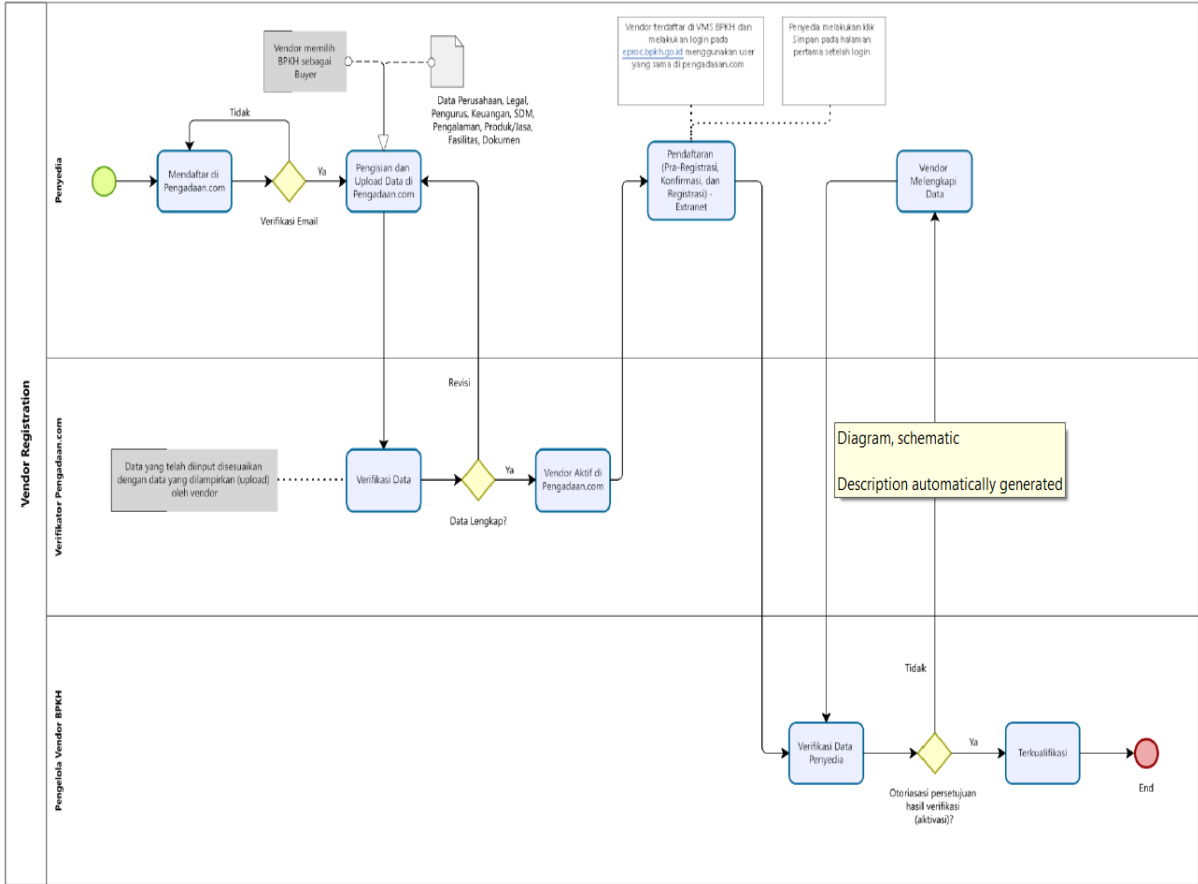 Vendor Registration
Penyedia
Vendor memilih
BPKH sebagai
Buyer
Data Perusahaan, Legal,
Pengurus, Keuangan, SDM,
Pengalaman, Produk/Jasa,
Fasilitas, Dokumen
Vendor terdaftar di VMS BPKH dan
melakukan login pada
eproc.bpkh.go.id menggunakan user
yang sama di pengadaaan.com
Penyedia melakukan klik
Simpan pada halaman
pertama setelah login
Tidak
Mendaftar di
Pengadaan.com
Verifikasi Email
Ya
Pengisian dan
Upload Data di
Pengadaan.com
Pendaftaran
(Pra-Registrasi,
Konfirmasi, dan
Registrasi) -
Extranet
Vendor
Melengkapi
Data
Verifikator Pengadaan.com
Revisi
Data yang telah diinput disesuaikan
dengan data yang dilampirkan (upload)
oleh vendor
Verifikasi Data
Data Lengkap?
Ya
Vendor Aktif di
Pengadaan.com
Diagram, schematic
Description automatically generated
Pengelola Vendor BPKH
Tidak
Verifikasi Data
Penyedia
Otoriasasi persetujuan
hasil verifikasi
(aktivasi)?
Ya
Terkualifikasi
End